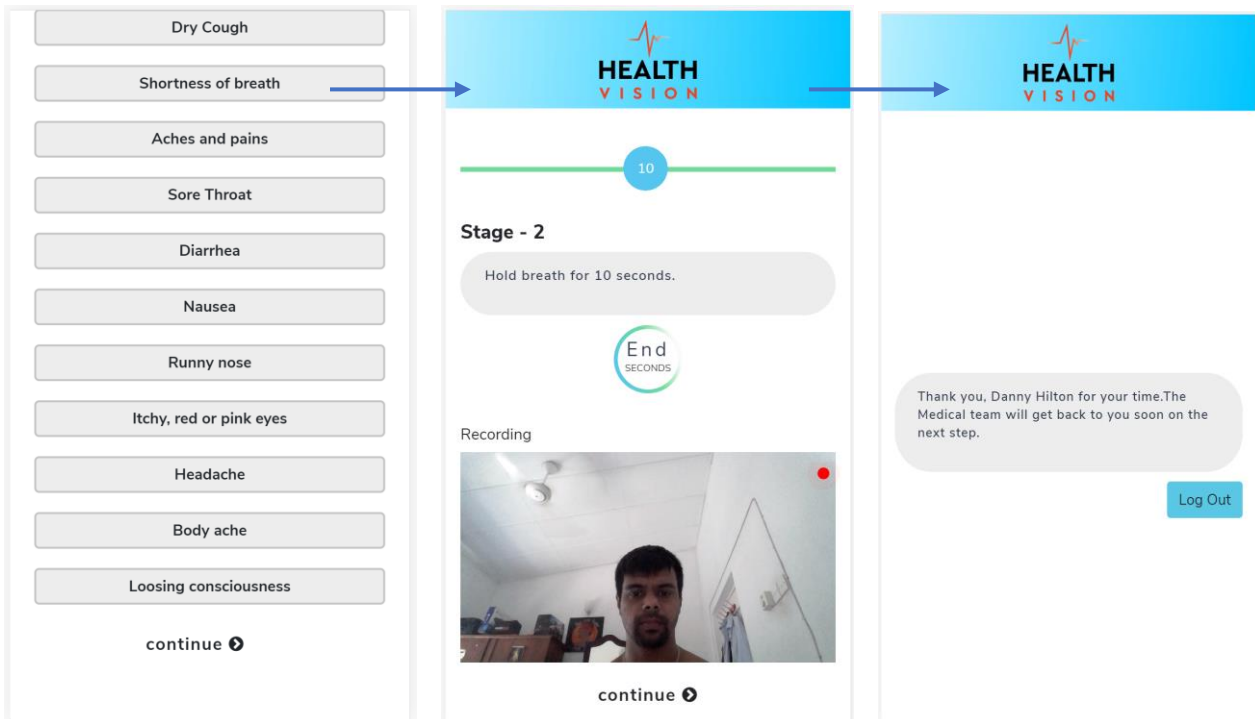 Dry Cough
Shortness of breath
Aches and pains
Sore Throat
Diarrhea
Nausea
Runny nose
Itchy, red or pink eyes
Headache
Body ache
Loosing consciousness
continue
HEALTH
VISION
10
Stage - 2
Hold breath for 10 seconds.
End
SECONDS
Recording
continue
HEALTH
VISION
Thank you, Danny Hilton for your time.The
Medical team will get back to you soon on the
next step.
Log Out